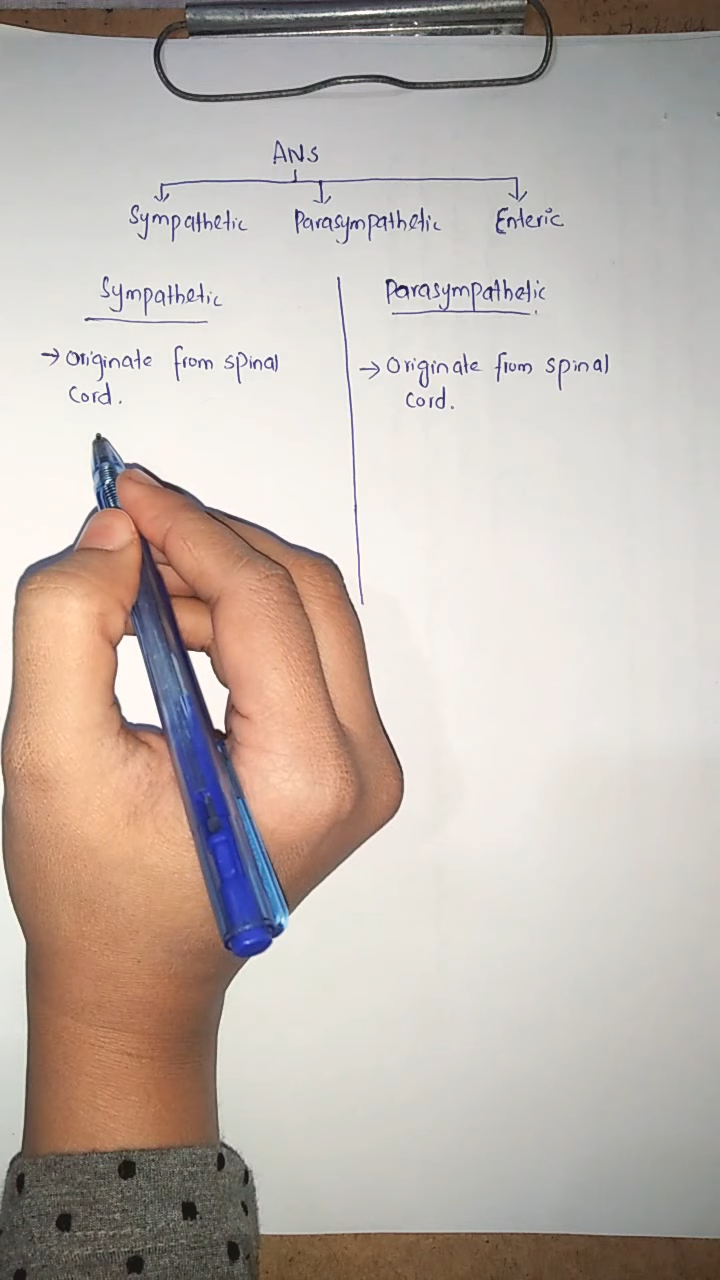 ANS
Sympathetic Parasympathetic Enteric
Sympathetic
→ Originate from spinal
cord.
Parasympathetic
→ Originate from spinal
cord.